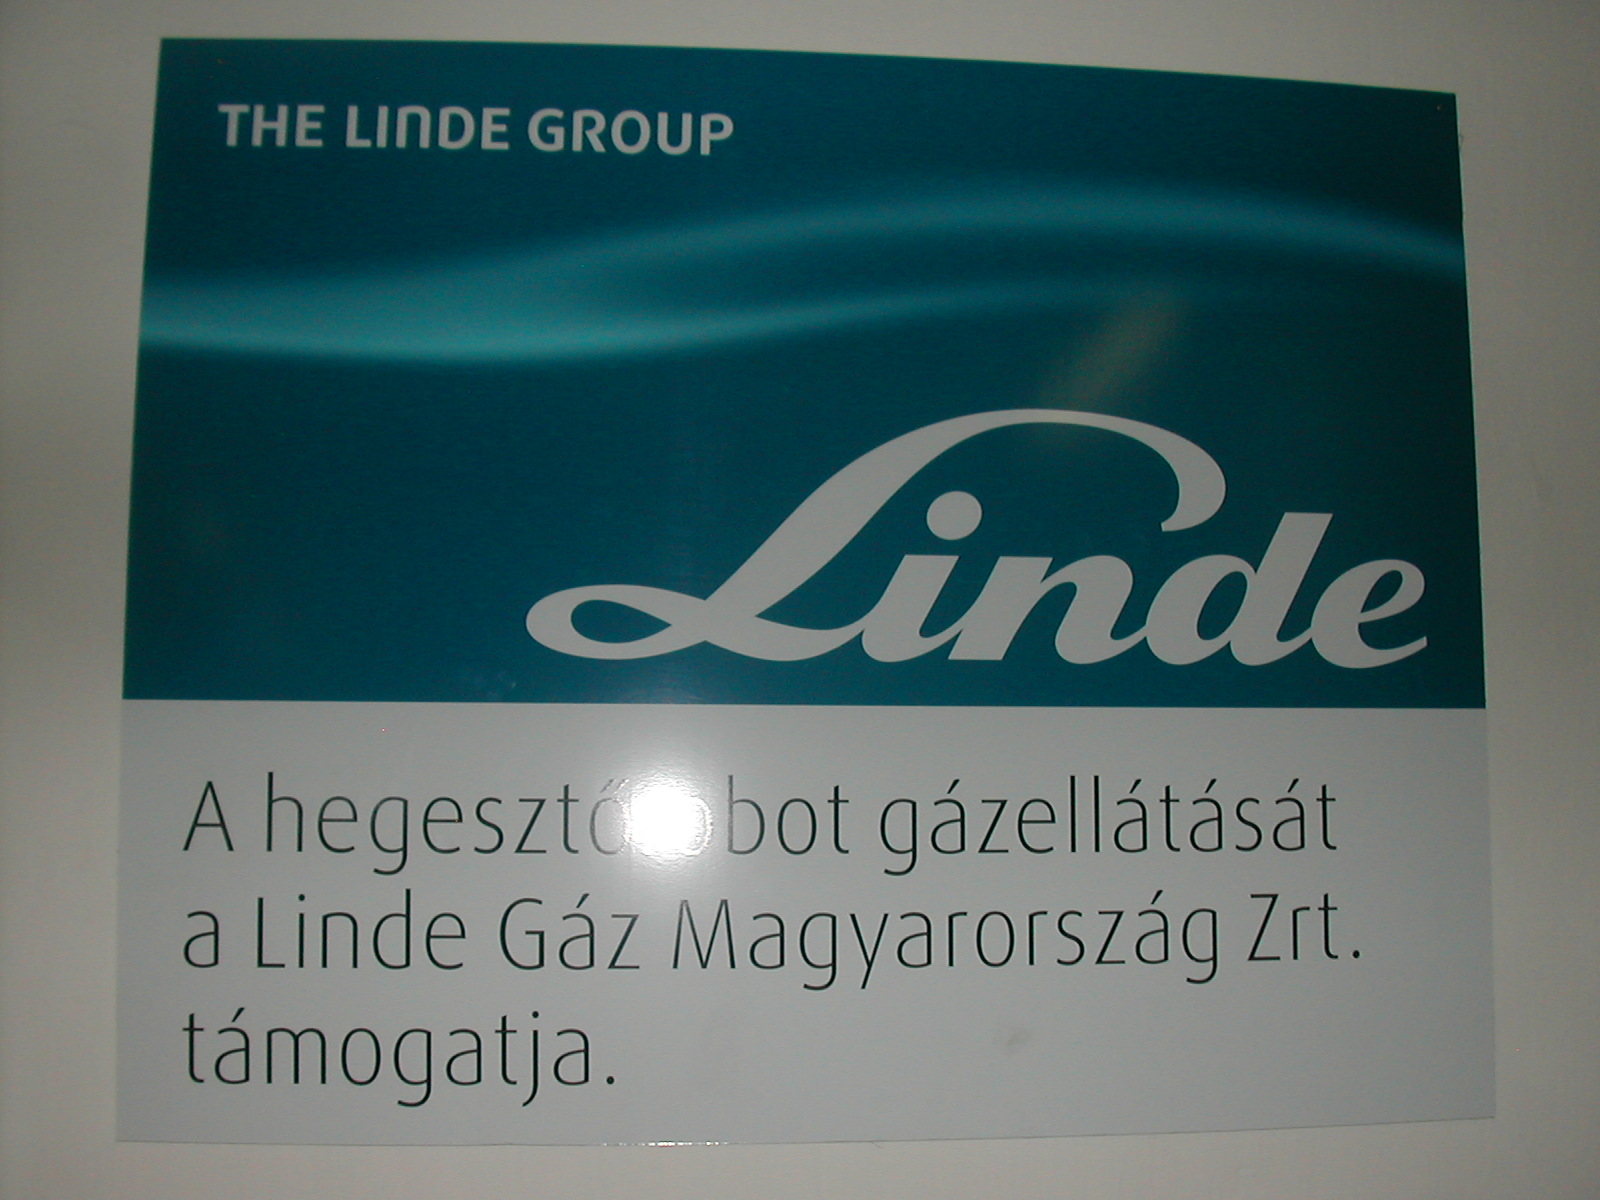 THE LINDE GROUP
Linde
A gázellátását
a Linde Gáz Magyarország Zrt.
támogatja.